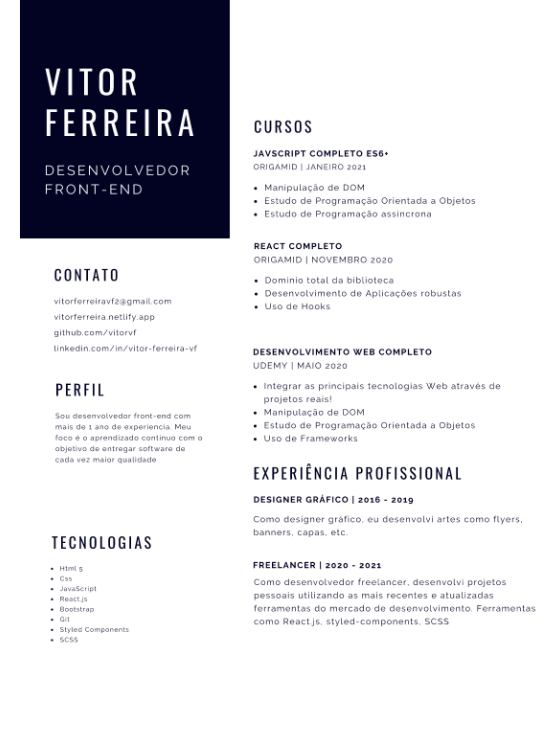 VITOR
FERREIRA
DESENVOLVEDOR
FRONT-END
CONTATO
vitorferreiravf2@gmail.com
vitorferreira.netlify.app
github.com/vitorvf
linkedin.com/in/vitor-ferreira-vf
PERFIL
Sou desenvolvedor front-end com
mais de 1 ano de experiencia. Meu
foco é o aprendizado continuo com o
objetivo de entregar software de
cada vez maior qualidade
TECNOLOGIAS
• Html 5
• Css
• JavaScript
• React.js
• Bootstrap
• Git
• Styled Components
• SCSS
CURSOS
JAVSCRIPT COMPLETO ES6+
ORIGAMID | JANEIRO 2021
• Manipulação de DOM
• Estudo de Programação Orientada a Objetos
• Estudo de Programação assincrona
REACT COMPLETO
ORIGAMID | NOVEMBRO 2020
• Dominio total da biblioteca
• Desenvolvimento de Aplicações robustas
• Uso de Hooks
DESENVOLVIMENTO WEB COMPLETO
UDEMY | MAIO 2020
• Integrar as principais tecnologias Web através de
projetos reais!
• Manipulação de DOM
• Estudo de Programação Orientada a Objetos
• Uso de Frameworks
EXPERIÊNCIA PROFISSIONAL
DESIGNER GRÁFICO | 2016 - 2019
Como designer gráfico, eu desenvolvi artes como flyers,
banners, capas, etc.
FREELANCER | 2020 - 2021
Como desenvolvedor freelancer, desenvolvi projetos
pessoais utilizando as mais recentes e atualizadas
ferramentas do mercado de desenvolvimento. Ferramentas
como React.js, styled-components, SCSS